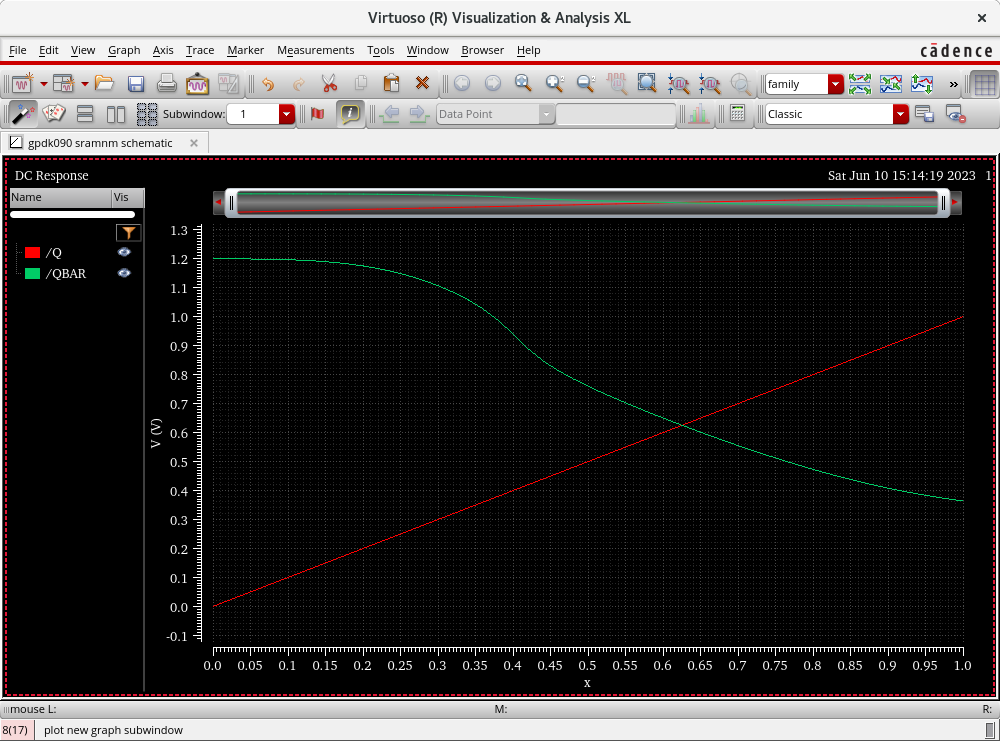 Virtuoso (R) Visualization & Analysis XL
File Edit View Graph Axis Trace Marker Measurements Tools Window Browser Help
cādence
family
»
Subwindow: 1
Data Point
Classic
gpdk090 sramnm schematic
DC Response
Sat Jun 10 15:14:19 2023 1
Name Vis
/Q
/QBAR
1.3
1.2
1.1
1.0
0.9
0.8
0.7
0.6
0.5
0.4
0.3
0.2
0.1
0.0
-0.1
V (V)
0.0 0.05 0.1 0.15 0.2 0.25 0.3 0.35 0.4 0.45 0.5 0.55 0.6 0.65 0.7 0.75 0.8 0.85 0.9 0.95 1.0
x
mouse L: M: R:
8(17) plot new graph subwindow